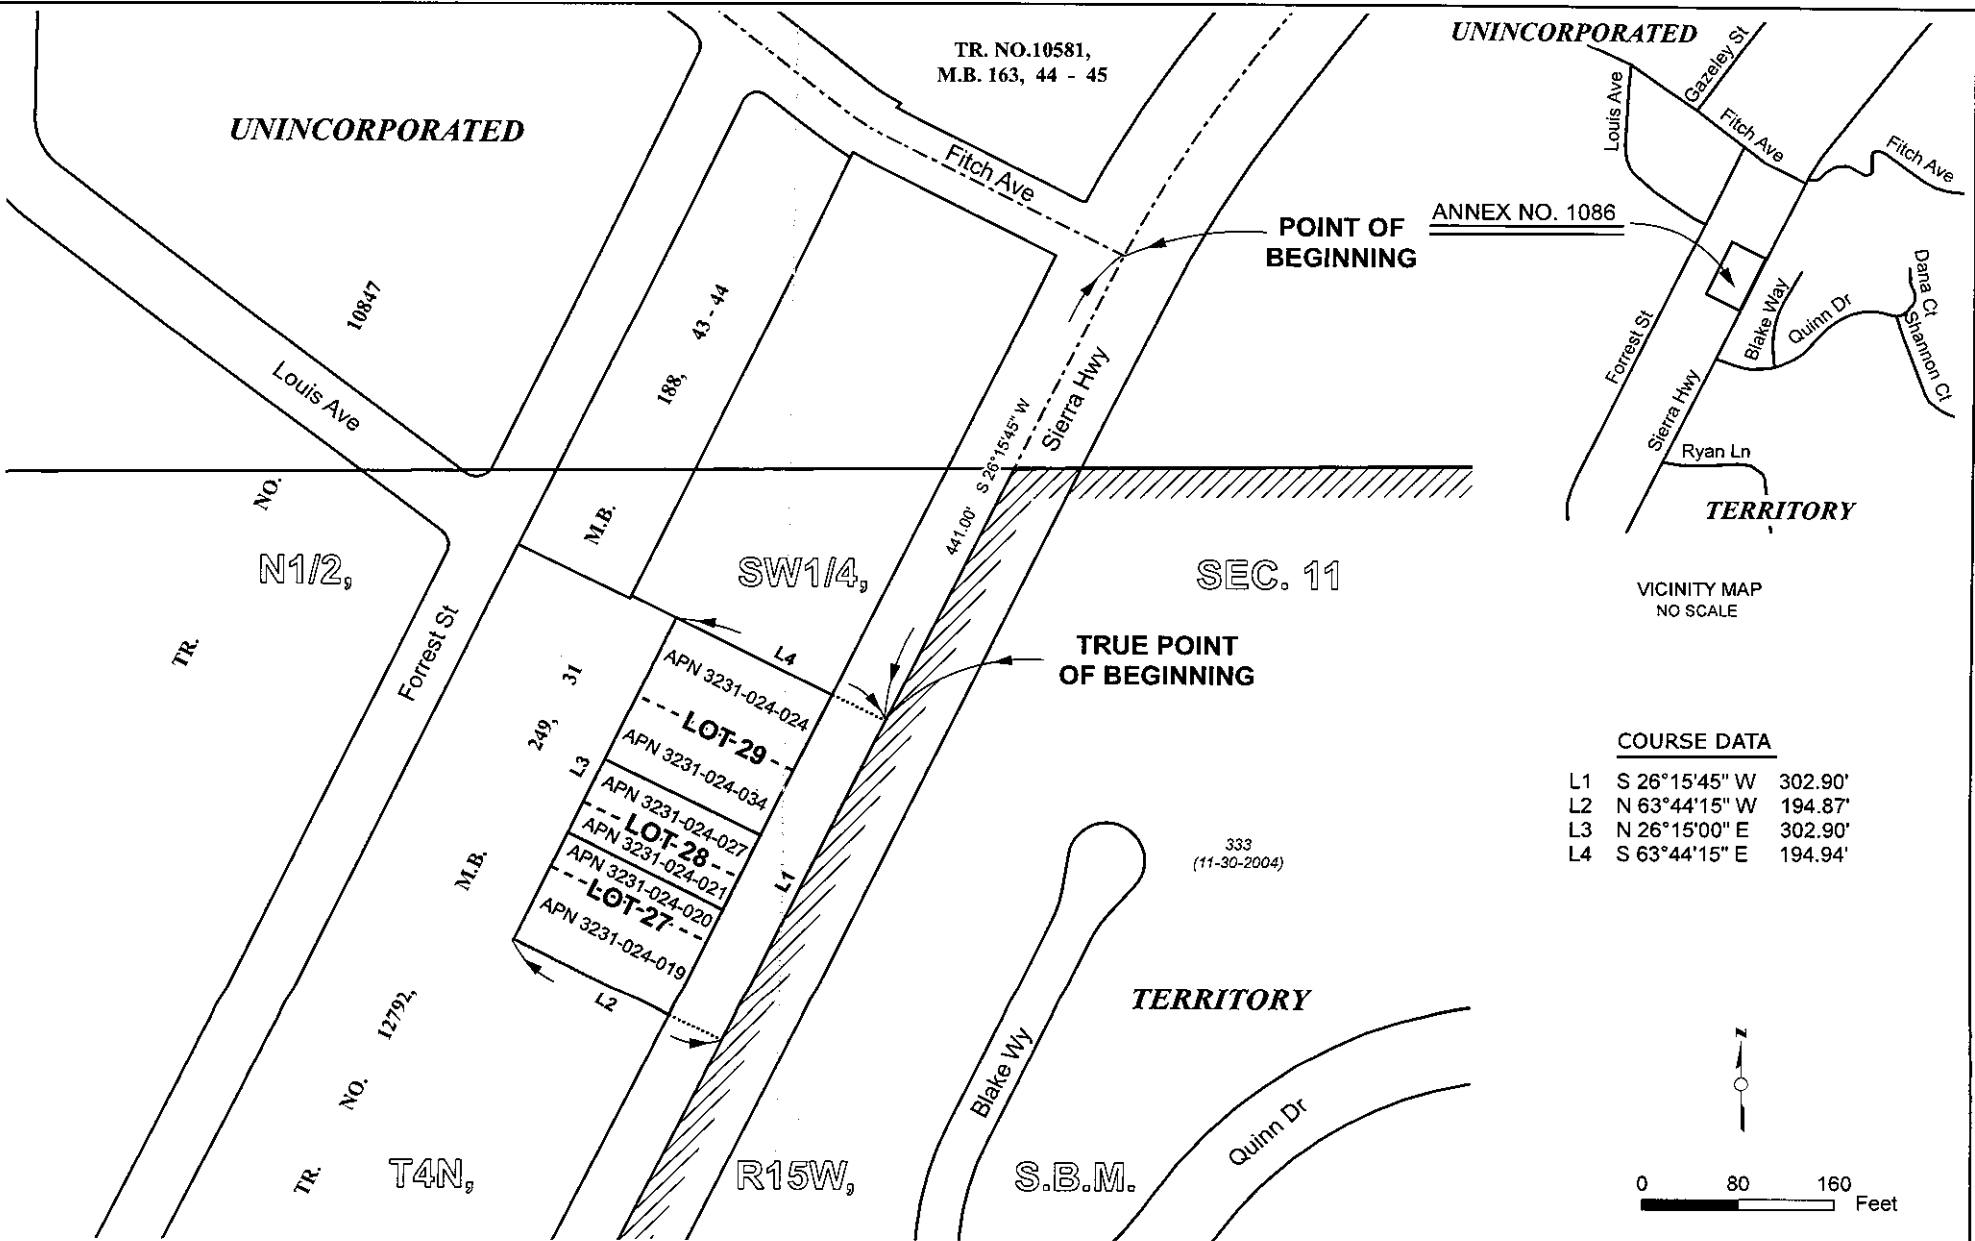 TR. NO.10581,
M.B. 163, 44 - 45
UNINCORPORATED
Fitch Ave
POINT OF
BEGINNING
10847
Louis Ave
188,
43 - 44
M.B.
441.00' S 26°15'45" W
Sierra Hwy
NO.
TR.
N1/2,
SW1/4,
SEC. 11
Forrest St
TRUE POINT
OF BEGINNING
L4
APN 3231-024-024
LOT 29
APN 3231-024-034
APN 3231-024-027
LOT 28
APN 3231-024-021
APN 3231-024-020
LOT 27
APN 3231-024-019
L3
L1
L2
249,
31
M.B.
12792,
NO.
TR.
333
(11-30-2004)
TERRITORY
Blake Wy
Quinn Dr
T4N,
R15W,
S.B.M.
UNINCORPORATED
Gazeley St
Louis Ave
Fitch Ave
Fitch Ave
ANNEX NO. 1086
Dana Ct
Blake Way
Quinn Dr
Shannon Ct
Forrest St
Sierra Hwy
Ryan Ln
TERRITORY
VICINITY MAP
NO SCALE
COURSE DATA
L1 S 26°15'45" W 302.90'
L2 N 63°44'15" W 194.87'
L3 N 26°15'00" E 302.90'
L4 S 63°44'15" E 194.94'
N
0 80 160
Feet